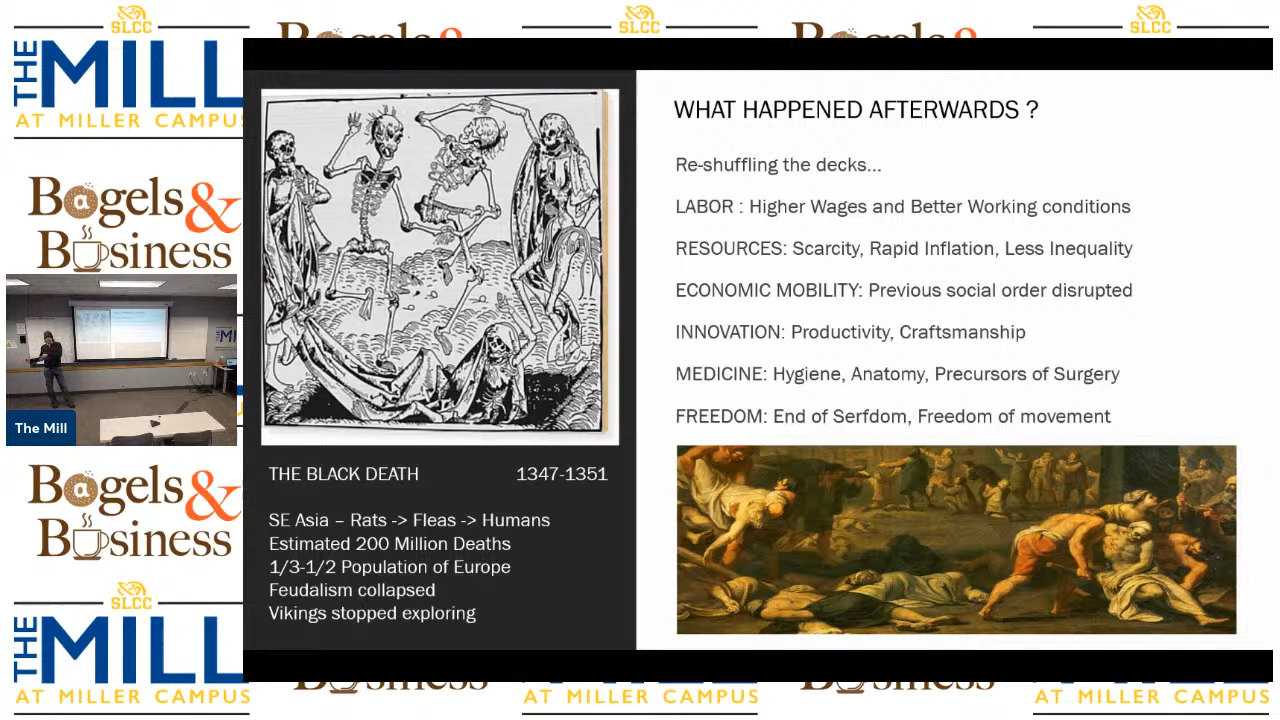 SLCC
THE MILL
AT MILLER CAMPUS
Bagels &
SLCC
Bagels &
SLCC
Bagels &
Business
The Mill
Bagels &
Business
WHAT HAPPENED AFTERWARDS ?
Re-shuffling the decks...
LABOR : Higher Wages and Better Working conditions
RESOURCES: Scarcity, Rapid Inflation, Less Inequality
ECONOMIC MOBILITY: Previous social order disrupted
INNOVATION: Productivity, Craftsmanship
MEDICINE: Hygiene, Anatomy, Precursors of Surgery
FREEDOM: End of Serfdom, Freedom of movement
THE BLACK DEATH 1347-1351
SE Asia – Rats -> Fleas -> Humans
Estimated 200 Million Deaths
1/3-1/2 Population of Europe
Feudalism collapsed
Vikings stopped exploring
SLCC
THE MILL
AT MILLER CAMPUS
Business
AT MILLER CAMPUS
Business
AT MILLER CAMPUS